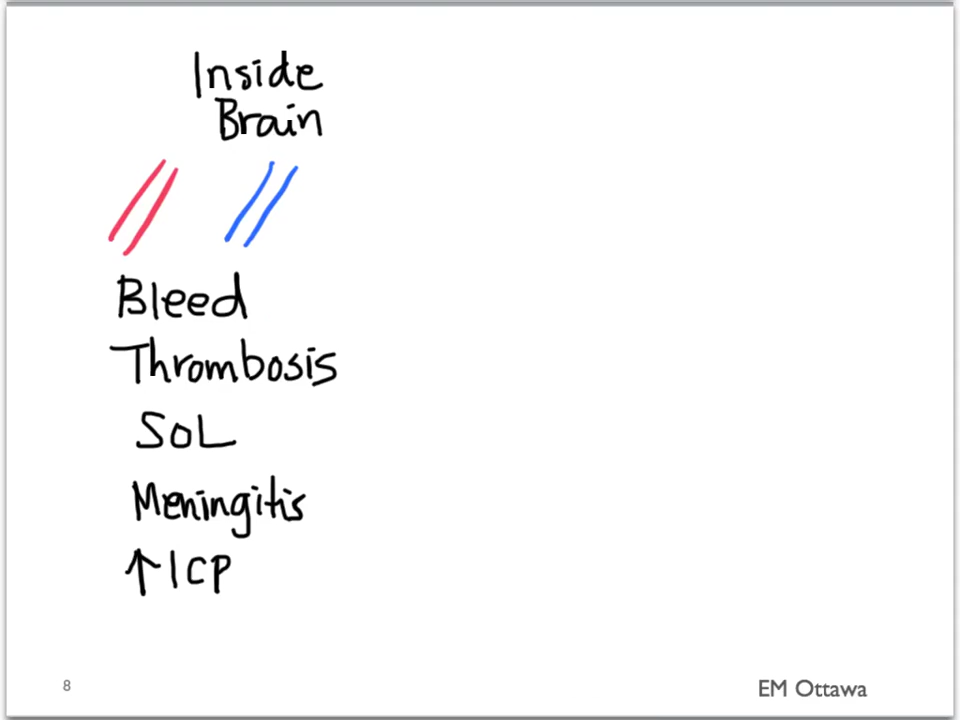 Inside
Brain
Bleed
Thrombosis
SOL
Meningitis
↑ICP
8
EM Ottawa